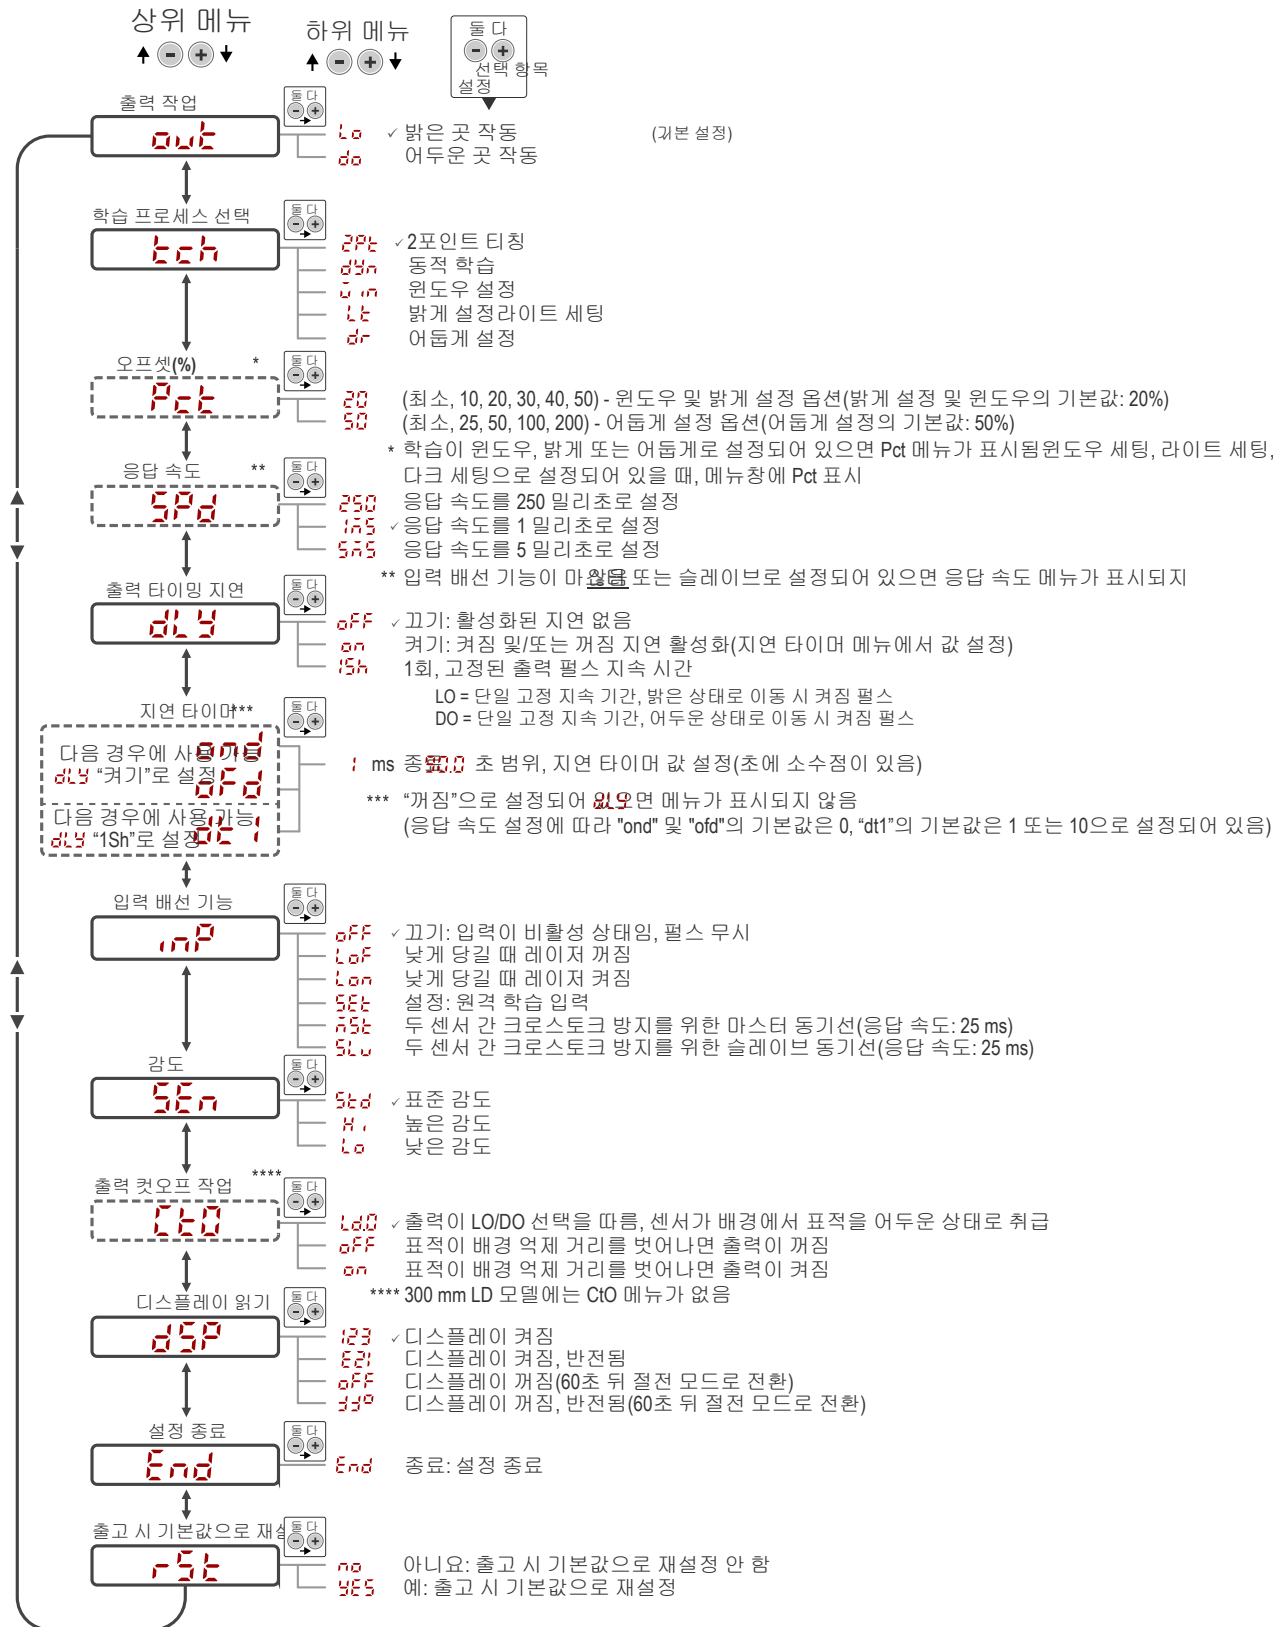 상위 메뉴
하위 메뉴
둘 다
선택 항목
설정
출력 작업
둘 다
out
Lo ✓ 밝은 곳 작동 (기본 설정)
do 어두운 곳 작동
학습 프로세스 선택
둘 다
tch
2Pt ✓ 2포인트 티칭
dyn 동적 학습
win 윈도우 설정
Lt 밝게 설정라이트 세팅
dr 어둡게 설정
오프셋(%) *
둘 다
Pct
20 (최소, 10, 20, 30, 40, 50) - 윈도우 및 밝게 설정 옵션(밝게 설정 및 윈도우의 기본값: 20%)
50 (최소, 25, 50, 100, 200) - 어둡게 설정 옵션(어둡게 설정의 기본값: 50%)
* 학습이 윈도우, 밝게 또는 어둡게로 설정되어 있으면 Pct 메뉴가 표시됨윈도우 세팅, 라이트 세팅,
다크 세팅으로 설정되어 있을 때, 메뉴창에 Pct 표시
응답 속도 **
둘 다
SPd
250 응답 속도를 250 밀리초로 설정
1mS ✓ 응답 속도를 1 밀리초로 설정
5mS 응답 속도를 5 밀리초로 설정
** 입력 배선 기능이 마 또는 슬레이브로 설정되어 있으면 응답 속도 메뉴가 표시되지
출력 타이밍 지연
둘 다
dLY
oFF ✓ 끄기: 활성화된 지연 없음
on 켜기: 켜짐 및/또는 꺼짐 지연 활성화(지연 타이머 메뉴에서 값 설정)
1Sh 1회, 고정된 출력 펄스 지속 시간
LO = 단일 고정 지속 기간, 밝은 상태로 이동 시 켜짐 펄스
DO = 단일 고정 지속 기간, 어두운 상태로 이동 시 켜짐 펄스
지연 타이머***
둘 다
다음 경우에 사용 가능 ond
dLY “켜기”로 설정 oFd
다음 경우에 사용 가능
dLY “1Sh”로 설정 dt1
1 ms 종료 90.0 초 범위, 지연 타이머 값 설정(초에 소수점이 있음)
*** “꺼짐”으로 설정되어 있으면 dLY 메뉴가 표시되지 않음
(응답 속도 설정에 따라 "ond" 및 "ofd"의 기본값은 0, “dt1”의 기본값은 1 또는 10으로 설정되어 있음)
입력 배선 기능
둘 다
inP
oFF ✓ 끄기: 입력이 비활성 상태임, 펄스 무시
LoF 낮게 당길 때 레이저 꺼짐
Lon 낮게 당길 때 레이저 켜짐
SEt 설정: 원격 학습 입력
mSt 두 센서 간 크로스토크 방지를 위한 마스터 동기선(응답 속도: 25 ms)
SLv 두 센서 간 크로스토크 방지를 위한 슬레이브 동기선(응답 속도: 25 ms)
감도
둘 다
SEn
Std ✓ 표준 감도
Hi 높은 감도
Lo 낮은 감도
출력 컷오프 작업 ****
둘 다
CtO
Ld.O ✓ 출력이 LO/DO 선택을 따름, 센서가 배경에서 표적을 어두운 상태로 취급
oFF 표적이 배경 억제 거리를 벗어나면 출력이 꺼짐
on 표적이 배경 억제 거리를 벗어나면 출력이 켜짐
**** 300 mm LD 모델에는 CtO 메뉴가 없음
디스플레이 읽기
둘 다
dSP
123 ✓ 디스플레이 켜짐
디스플레이 켜짐, 반전됨
oFF 디스플레이 꺼짐(60초 뒤 절전 모드로 전환)
디스플레이 꺼짐, 반전됨(60초 뒤 절전 모드로 전환)
설정 종료
둘 다
End
End 종료: 설정 종료
출고 시 기본값으로 재설
둘 다
rSt
no 아니요: 출고 시 기본값으로 재설정 안 함
YES 예: 출고 시 기본값으로 재설정